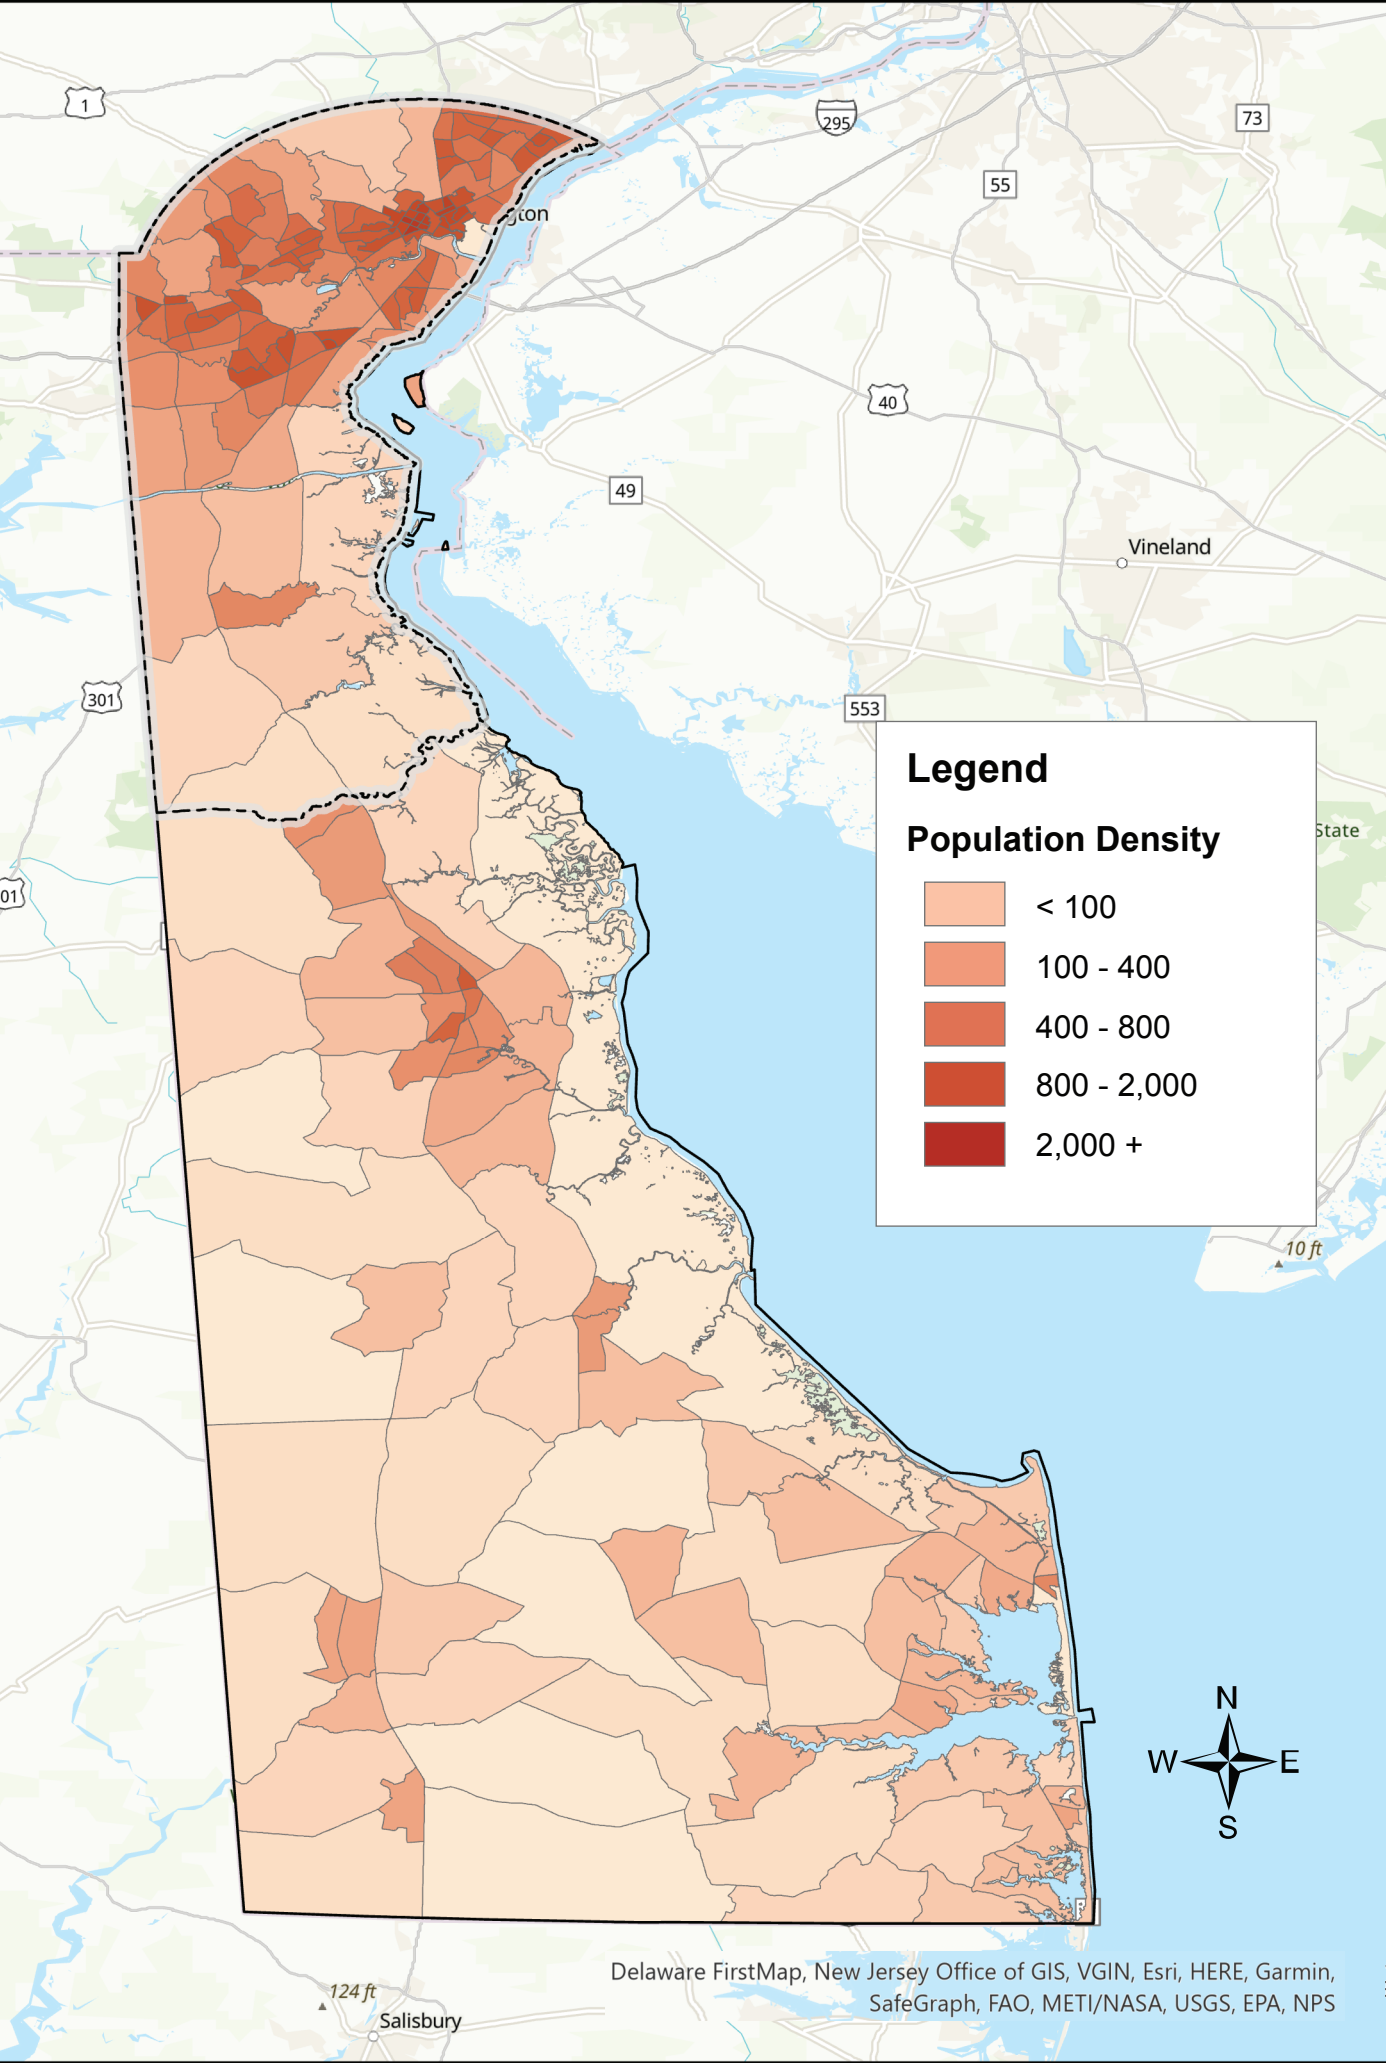 1
295
73
55
gton
40
49
Vineland
301
553
Legend
Population Density
< 100
100 - 400
400 - 800
800 - 2,000
2,000 +
State
01
10 ft
N
W
E
S
Delaware FirstMap, New Jersey Office of GIS, VGIN, Esri, HERE, Garmin,
SafeGraph, FAO, METI/NASA, USGS, EPA, NPS
124 ft
Salisbury